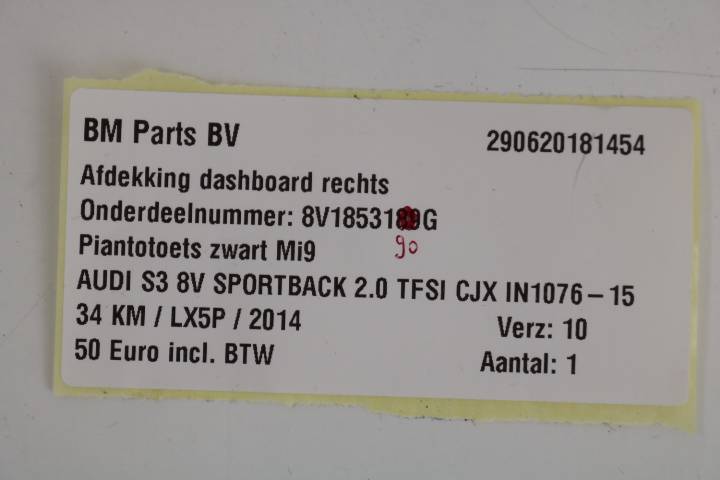 BM Parts BV
290620181454
Afdekking dashboard rechts
Onderdeelnummer: 8V1853189G
90
Piantotoets zwart Mi9
AUDI S3 8V SPORTBACK 2.0 TFSI CJX IN1076-15
34 KM / LX5P / 2014
Verz: 10
50 Euro incl. BTW
Aantal: 1